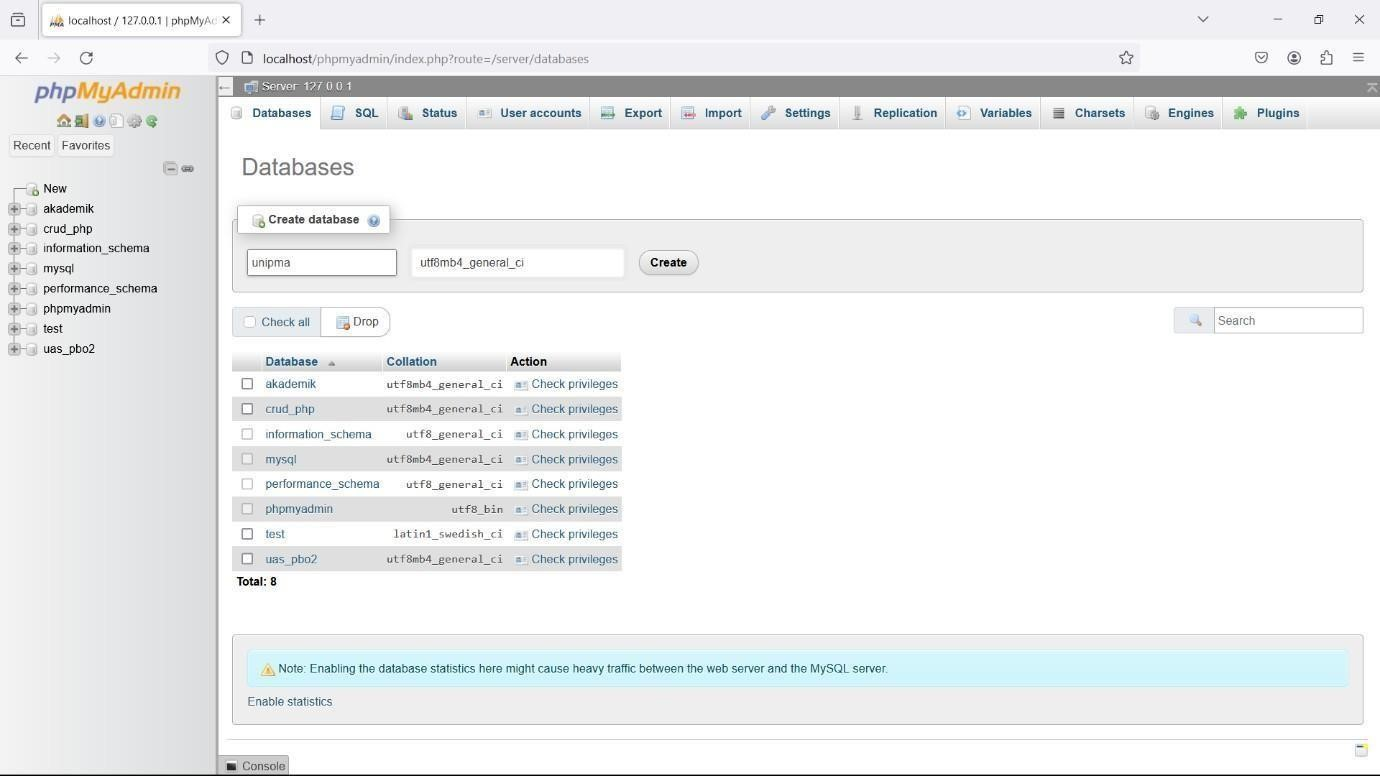 localhost / 127.0.0.1 | phpMyAd
localhost/phpmyadmin/index.php?route=/server/databases
phpMyAdmin
Recent Favorites
New
akademik
crud_php
information_schema
mysql
performance_schema
phpmyadmin
test
uas_pbo2
Server: 127.0.0.1
Databases SQL Status User accounts Export Import Settings Replication Variables Charsets Engines Plugins
Databases
Create database
unipma utf8mb4_general_ci Create
Check all Drop Search
Database Collation Action
akademik utf8mb4_general_ci Check privileges
crud_php utf8mb4_general_ci Check privileges
information_schema utf8_general_ci Check privileges
mysql utf8mb4_general_ci Check privileges
performance_schema utf8_general_ci Check privileges
phpmyadmin utf8_bin Check privileges
test latin1_swedish_ci Check privileges
uas_pbo2 utf8mb4_general_ci Check privileges
Total: 8
Note: Enabling the database statistics here might cause heavy traffic between the web server and the MySQL server.
Enable statistics
Console